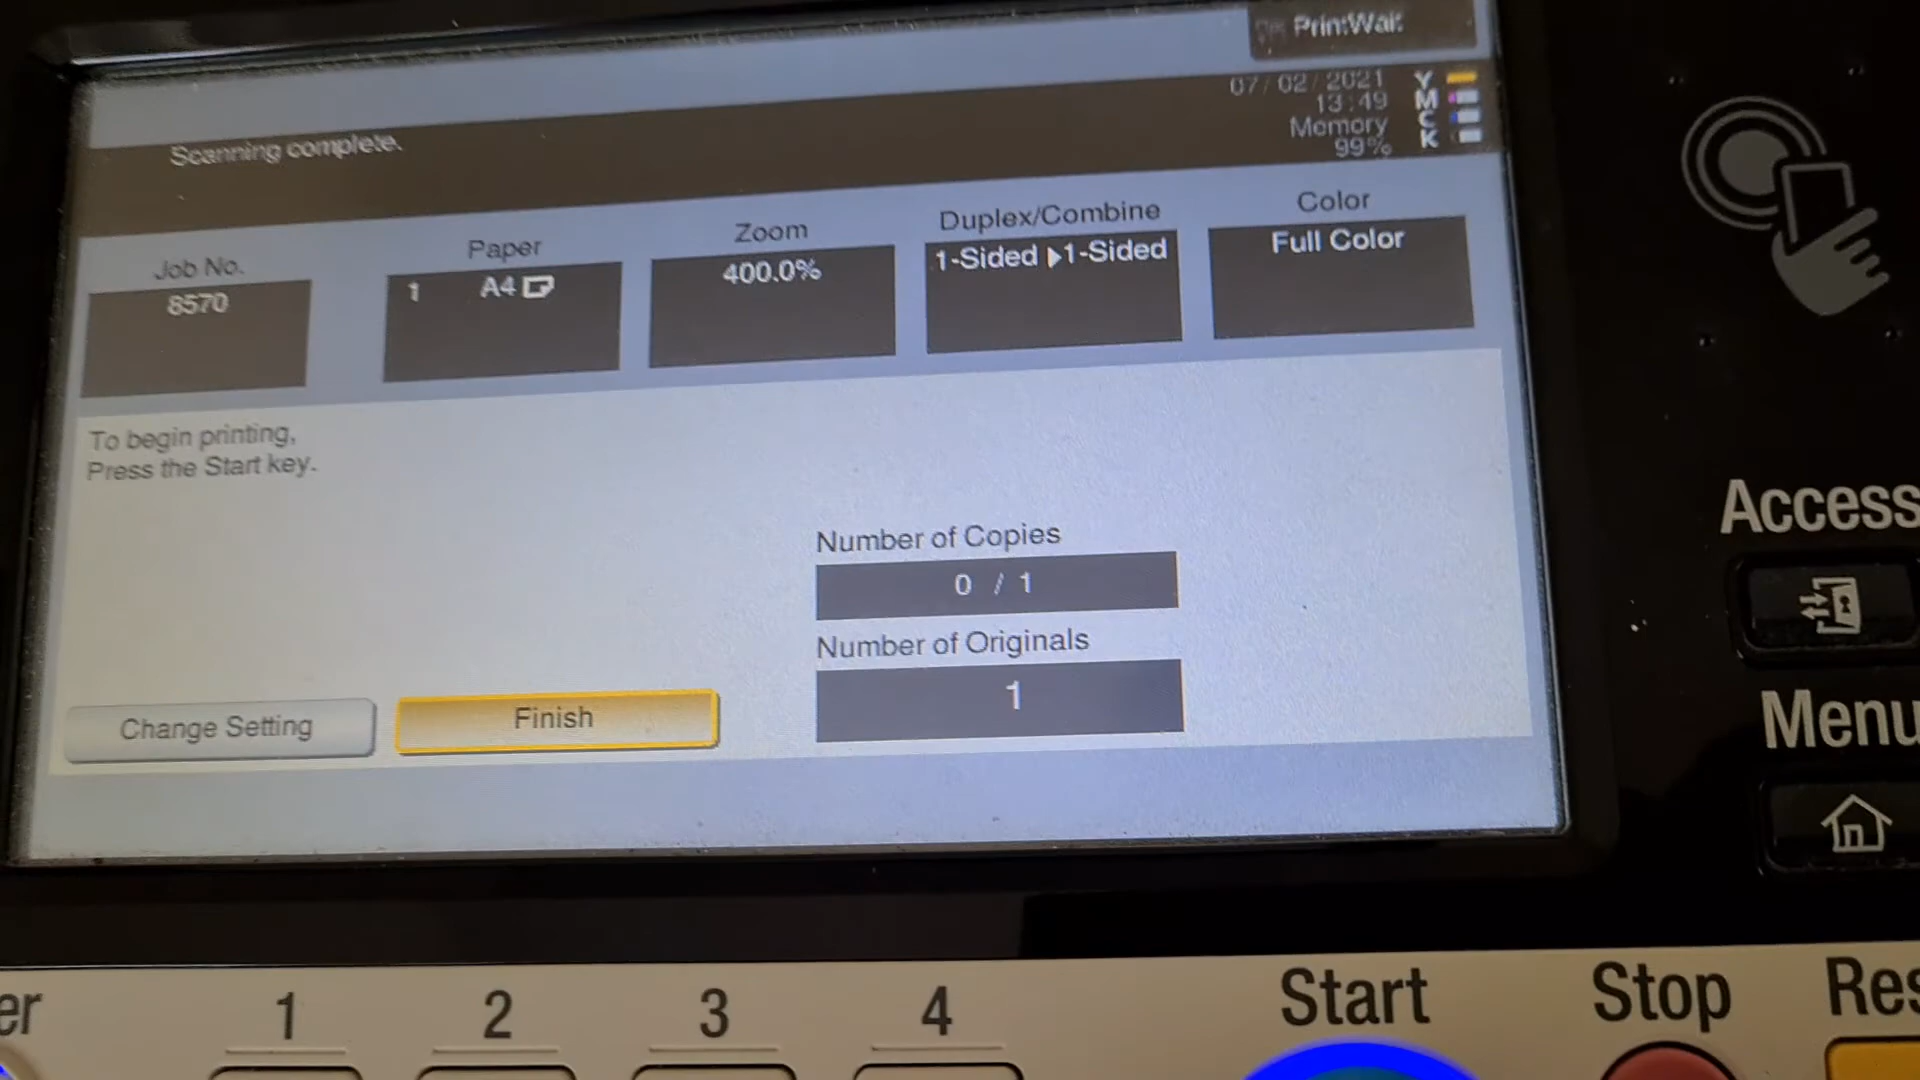 Prin:Wai:
07/02/2021
13:49
Memory
99%
Y
M
C
K
Scanning complete.
Job No.
8570
Paper
1 A4
Zoom
400.0%
Duplex/Combine
1-Sided ▶1-Sided
Color
Full Color
To begin printing,
Press the Start key.
Number of Copies
0 / 1
Number of Originals
1
Change Setting
Finish
Access
Menu
er
1
2
3
4
Start
Stop
Res